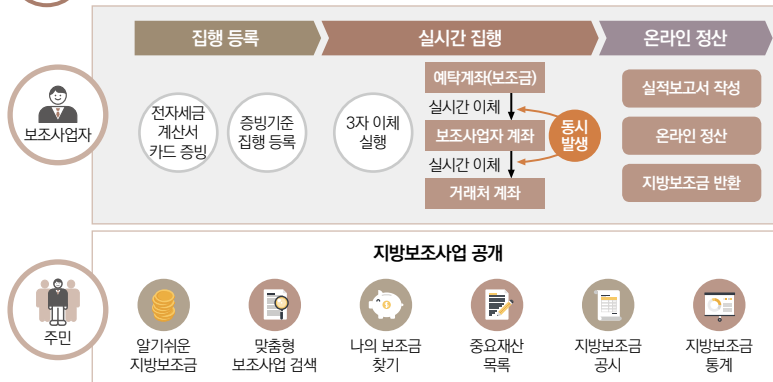 집행 등록
실시간 집행
온라인 정산
보조사업자
전자세금
계산서
카드 증빙
증빙기준
집행 등록
3자 이체
실행
예탁계좌(보조금)
실시간 이체
보조사업자 계좌
실시간 이체
거래처 계좌
동시
발생
실적보고서 작성
온라인 정산
지방보조금 반환
지방보조사업 공개
주민
알기쉬운
지방보조금
맞춤형
보조사업 검색
나의 보조금
찾기
중요재산
목록
지방보조금
공시
지방보조금
통계